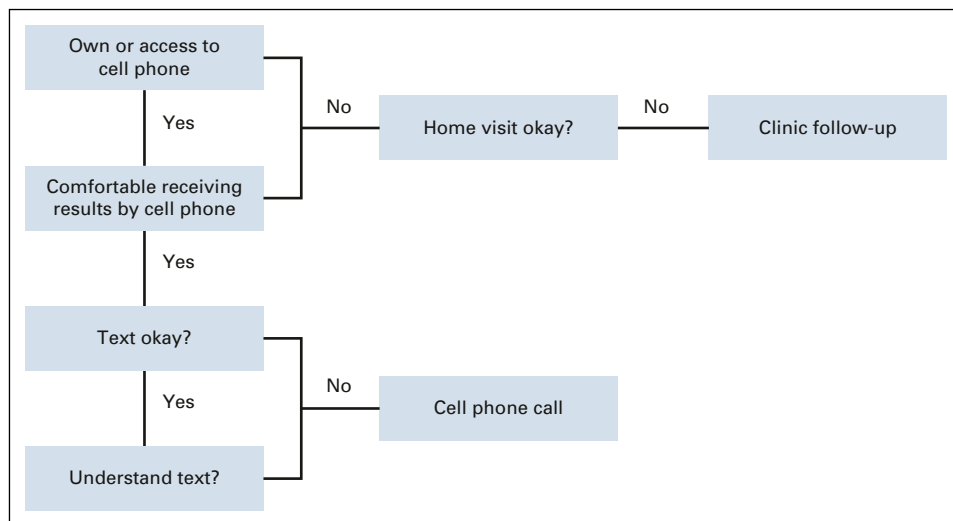 Own or access to
cell phone
No
Yes
Home visit okay?
No
Clinic follow-up
Comfortable receiving
results by cell phone
Yes
Text okay?
No
Yes
Cell phone call
Understand text?